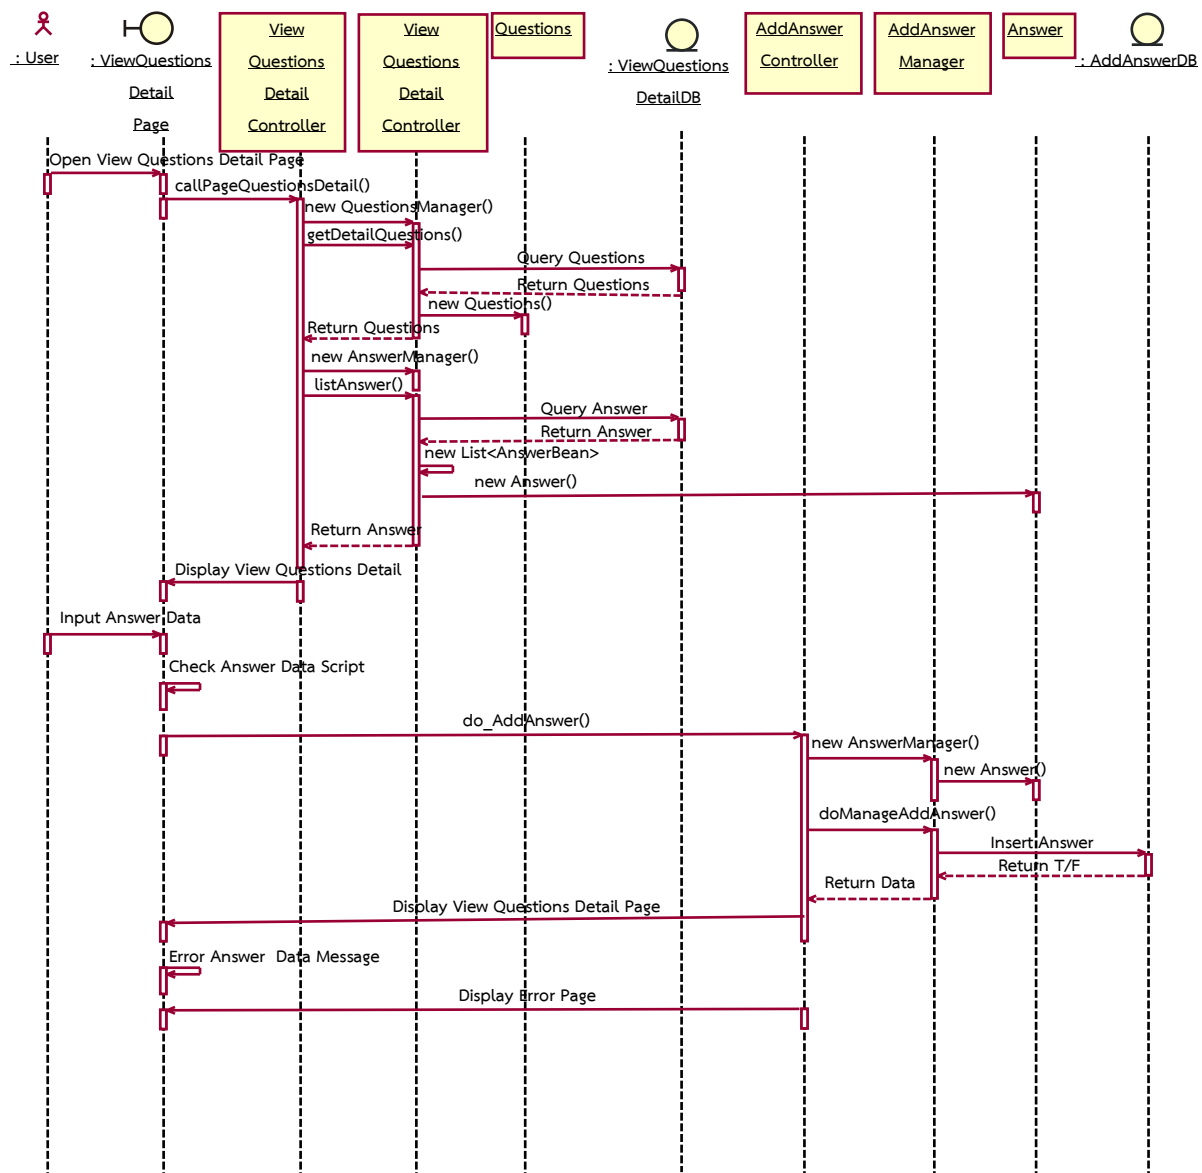 : User
: ViewQuestions
Detail
Page
View
Questions
Detail
Controller
View
Questions
Detail
Controller
Questions
: ViewQuestions
DetailDB
AddAnswer
Controller
AddAnswer
Manager
Answer
: AddAnswerDB
Open View Questions Detail Page
callPageQuestionsDetail()
new QuestionsManager()
getDetailQuestions()
Query Questions
Return Questions
new Questions()
Return Questions
new AnswerManager()
listAnswer()
Query Answer
Return Answer
new List<AnswerBean>
new Answer()
Return Answer
Display View Questions Detail
Input Answer Data
Check Answer Data Script
do_AddAnswer()
new AnswerManager()
new Answer()
doManageAddAnswer()
Insert Answer
Return T/F
Return Data
Display View Questions Detail Page
Error Answer  Data Message
Display Error Page